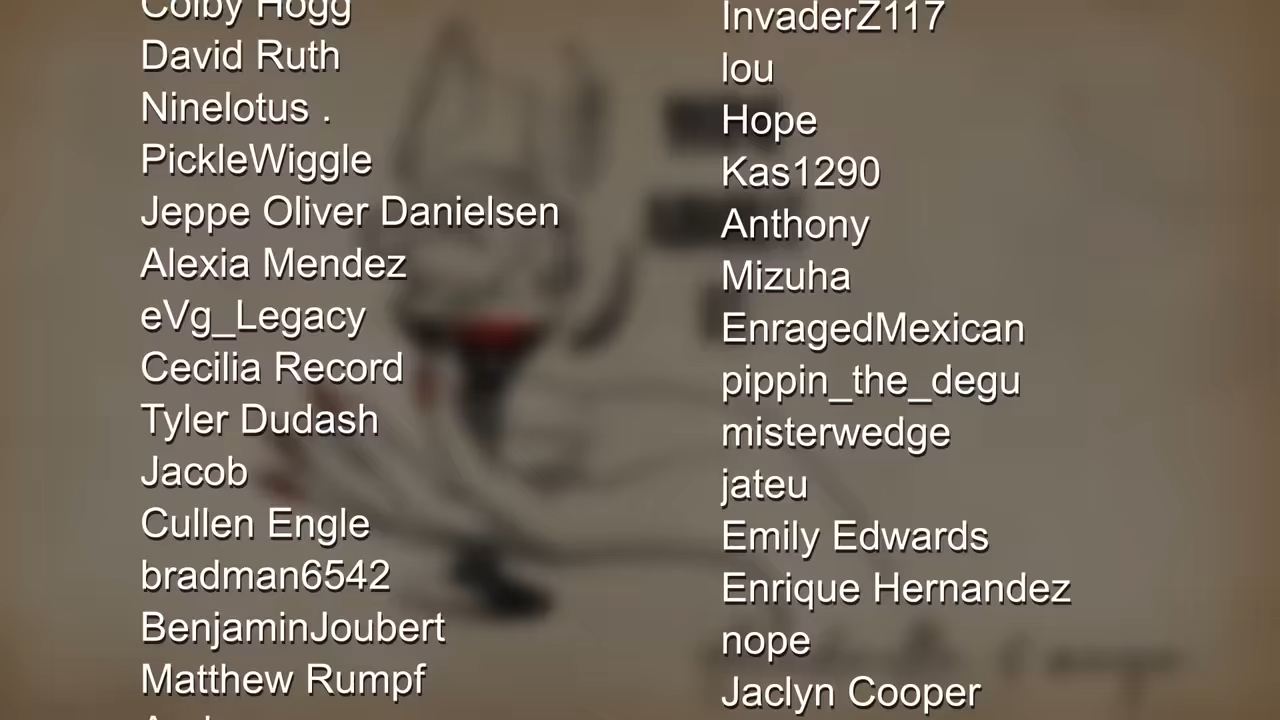 Colby Hogg
David Ruth
Ninelotus .
PickleWiggle
Jeppe Oliver Danielsen
Alexia Mendez
eVg_Legacy
Cecilia Record
Tyler Dudash
Jacob
Cullen Engle
bradman6542
BenjaminJoubert
Matthew Rumpf
InvaderZ117
lou
Hope
Kas1290
Anthony
Mizuha
EnragedMexican
pippin_the_degu
misterwedge
jateu
Emily Edwards
Enrique Hernandez
nope
Jaclyn Cooper